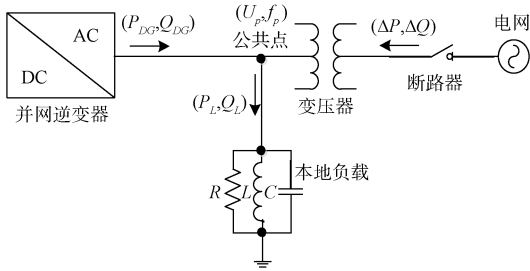 (P_DG,Q_DG)
(U_p,f_p)
公共点
(ΔP,ΔQ)
电网
AC
DC
断路器
并网逆变器
变压器
(P_L,Q_L)
本地负载
R
L
C